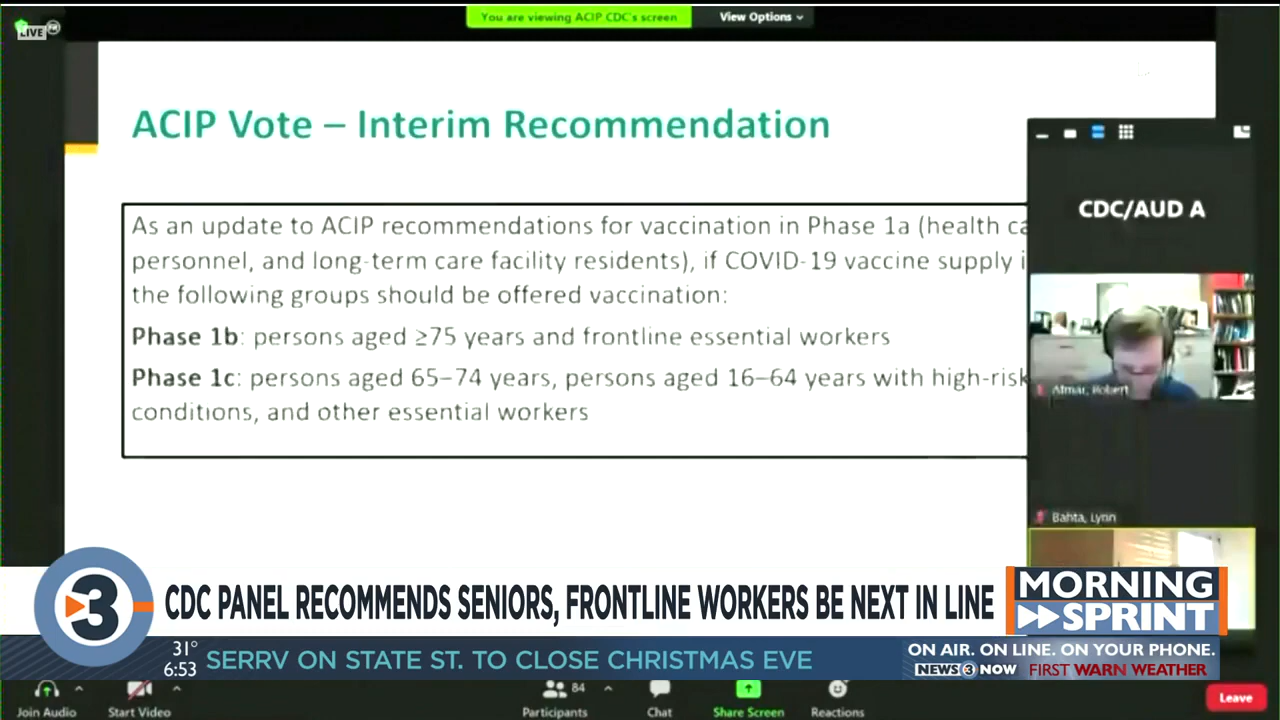 LIVE
You are viewing ACIP CDC's screen
View Options
ACIP Vote – Interim Recommendation
As an update to ACIP recommendations for vaccination in Phase 1a (health ca
personnel, and long-term care facility residents), if COVID-19 vaccine supply i
the following groups should be offered vaccination:
Phase 1b: persons aged ≥75 years and frontline essential workers
Phase 1c: persons aged 65–74 years, persons aged 16–64 years with high-risk
conditions, and other essential workers
CDC/AUD A
Robert
Bahta, Lynn
3
CDC PANEL RECOMMENDS SENIORS, FRONTLINE WORKERS BE NEXT IN LINE
MORNING
SPRINT
31°
6:53
SERRV ON STATE ST. TO CLOSE CHRISTMAS EVE
ON AIR. ON LINE. ON YOUR PHONE.
NEWS 3 NOW FIRST WARN WEATHER
Join Audio
Start Video
84
Participants
Chat
Share Screen
Reactions
Leave